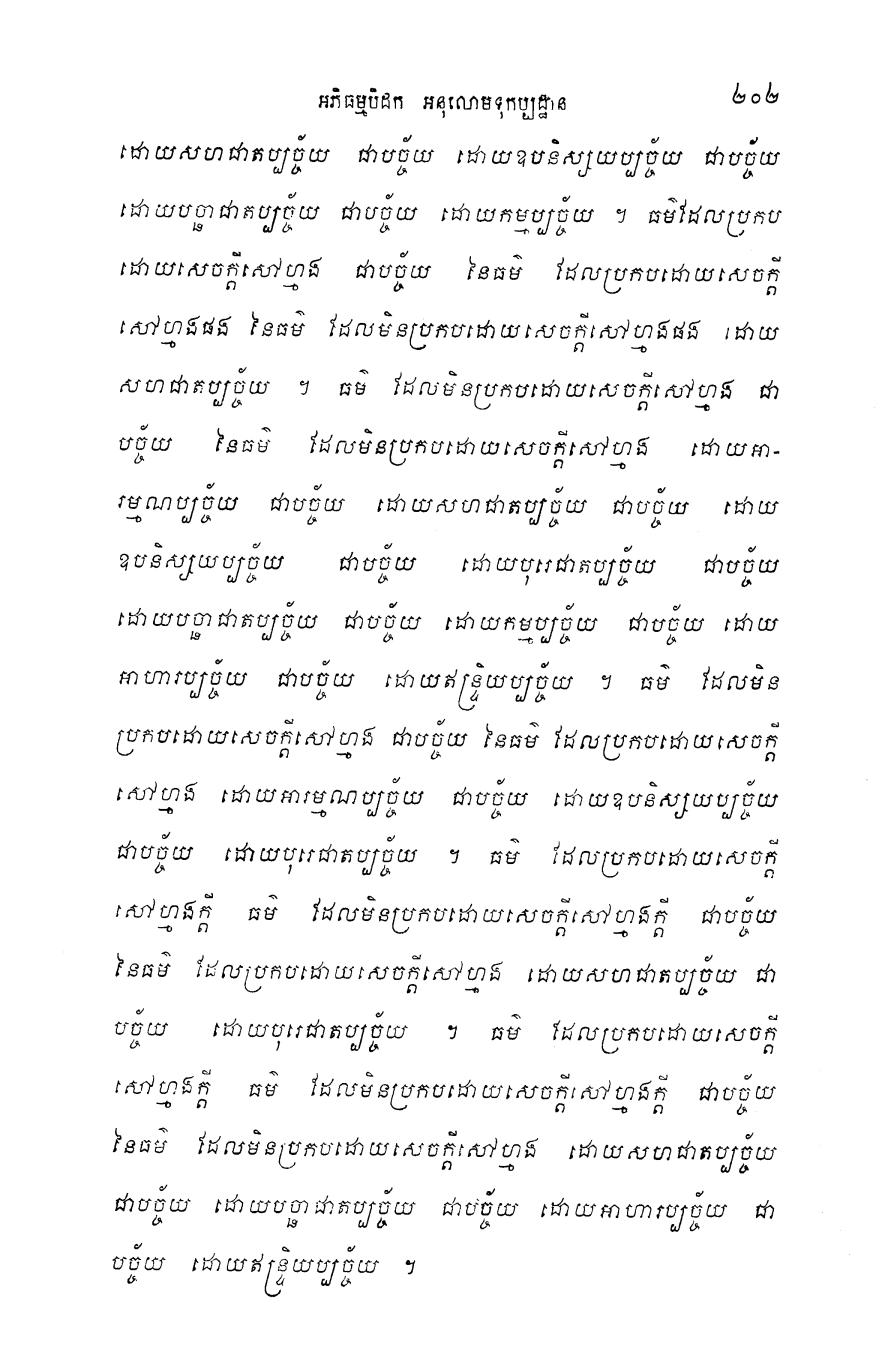 អភិធម្មបិដក អនុលោមទុកប្បដ្ឋាន ២០២
ដោយសហជាតប្បច្ច័យ ជាបច្ច័យ ដោយឧបនិស្សយប្បច្ច័យ ជាបច្ច័យ
ដោយបច្ឆាជាតប្បច្ច័យ ជាបច្ច័យ ដោយកម្មប្បច្ច័យ ។ ធម៌ដែលប្រកប
ដោយសេចក្តីសៅហ្មង ជាបច្ច័យ នៃធម៌ ដែលប្រកបដោយសេចក្តី
សៅហ្មងផង នៃធម៌ ដែលមិនប្រកបដោយសេចក្តីសៅហ្មងផង ដោយ
សហជាតប្បច្ច័យ ។ ធម៌ ដែលមិនប្រកបដោយសេចក្តីសៅហ្មង ជា
បច្ច័យ នៃធម៌ ដែលមិនប្រកបដោយសេចក្តីសៅហ្មង ដោយអា-
រម្មណប្បច្ច័យ ជាបច្ច័យ ដោយសហជាតប្បច្ច័យ ជាបច្ច័យ ដោយ
ឧបនិស្សយប្បច្ច័យ ជាបច្ច័យ ដោយបុរេជាតប្បច្ច័យ ជាបច្ច័យ
ដោយបច្ឆាជាតប្បច្ច័យ ជាបច្ច័យ ដោយកម្មប្បច្ច័យ ជាបច្ច័យ ដោយ
អាហារប្បច្ច័យ ជាបច្ច័យ ដោយឥន្ទ្រិយប្បច្ច័យ ។ ធម៌ ដែលមិន
ប្រកបដោយសេចក្តីសៅហ្មង ជាបច្ច័យ នៃធម៌ ដែលប្រកបដោយសេចក្តី
សៅហ្មង ដោយអារម្មណប្បច្ច័យ ជាបច្ច័យ ដោយឧបនិស្សយប្បច្ច័យ
ជាបច្ច័យ ដោយបុរេជាតប្បច្ច័យ ។ ធម៌ ដែលប្រកបដោយសេចក្តី
សៅហ្មងក្តី ធម៌ ដែលមិនប្រកបដោយសេចក្តីសៅហ្មងក្តី ជាបច្ច័យ
នៃធម៌ ដែលប្រកបដោយសេចក្តីសៅហ្មង ដោយសហជាតប្បច្ច័យ ជា
បច្ច័យ ដោយបុរេជាតប្បច្ច័យ ។ ធម៌ ដែលប្រកបដោយសេចក្តី
សៅហ្មងក្តី ធម៌ ដែលមិនប្រកបដោយសេចក្តីសៅហ្មងក្តី ជាបច្ច័យ
នៃធម៌ ដែលមិនប្រកបដោយសេចក្តីសៅហ្មង ដោយសហជាតប្បច្ច័យ
ជាបច្ច័យ ដោយបច្ឆាជាតប្បច្ច័យ ជាបច្ច័យ ដោយអាហារប្បច្ច័យ ជា
បច្ច័យ ដោយឥន្ទ្រិយប្បច្ច័យ ។